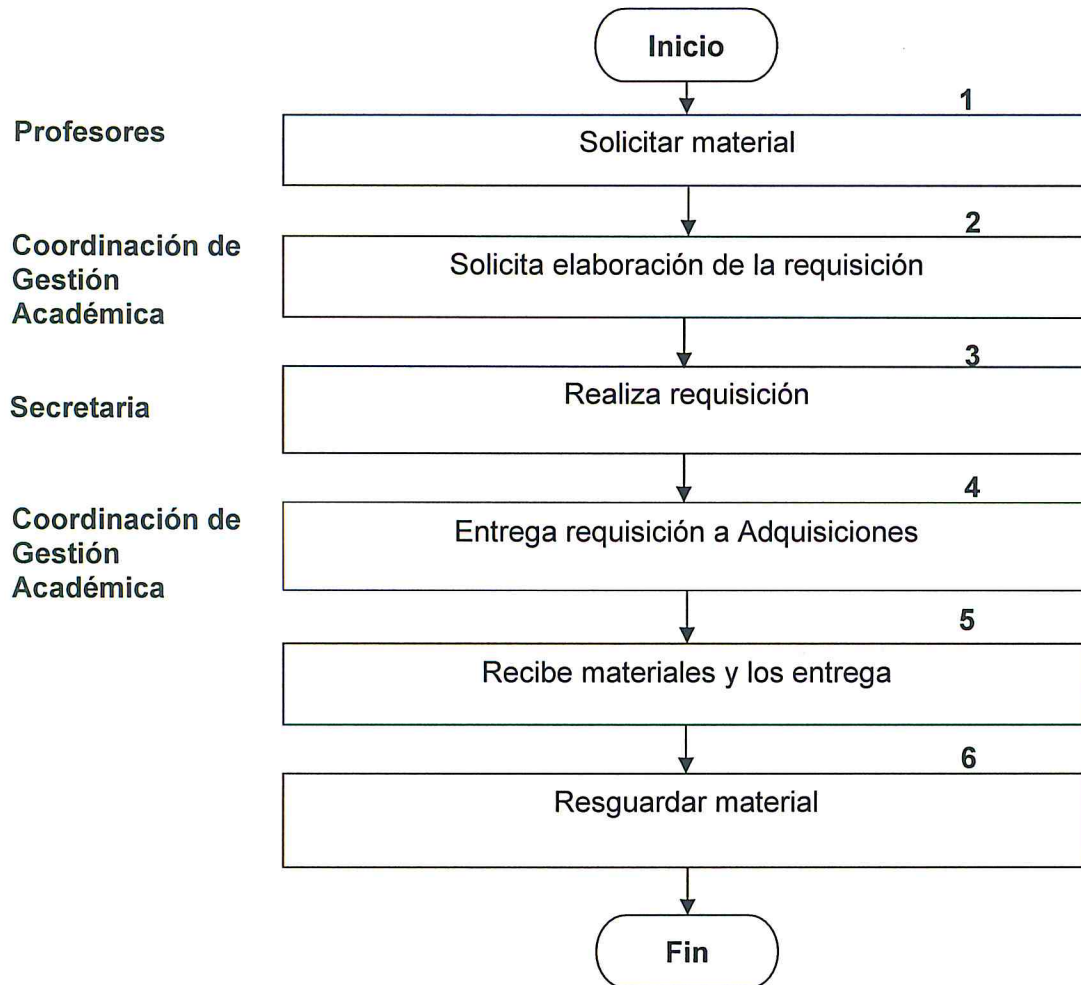 Inicio
1
Profesores
Solicitar material
2
Coordinación de
Gestión
Académica
Solicita elaboración de la requisición
3
Secretaria
Realiza requisición
4
Coordinación de
Gestión
Académica
Entrega requisición a Adquisiciones
5
Recibe materiales y los entrega
6
Resguardar material
Fin